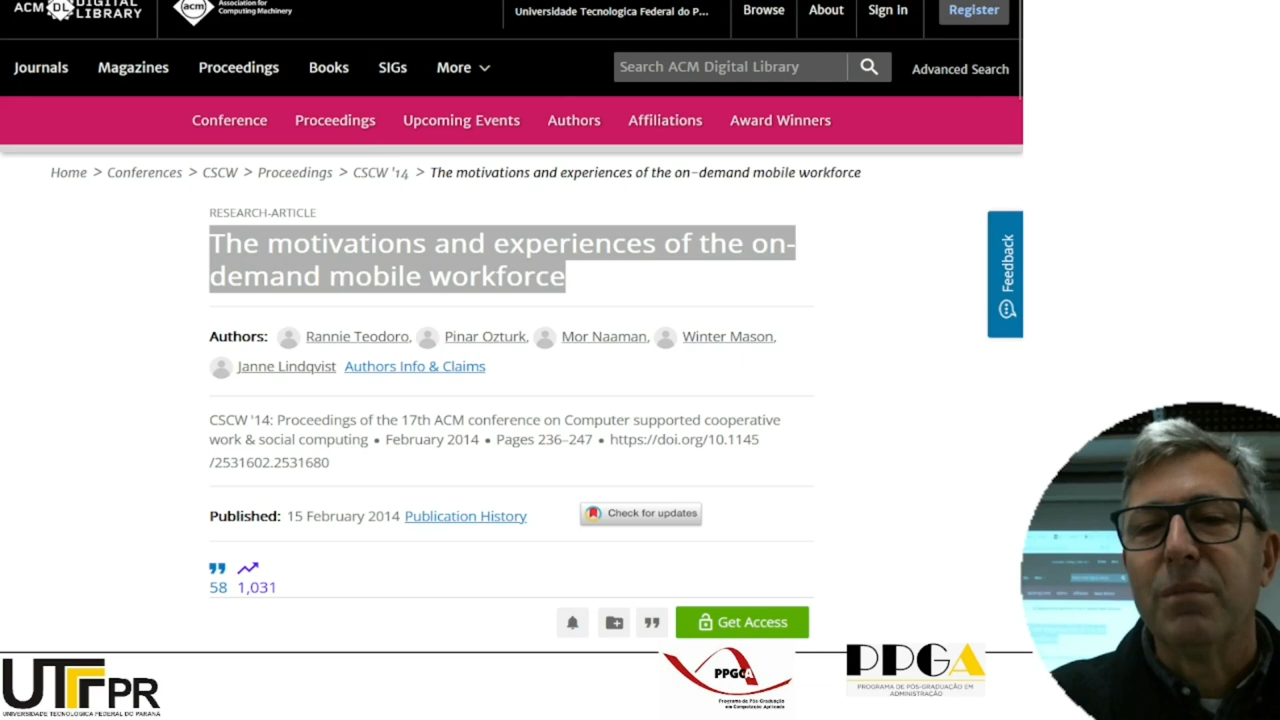 ACM DL DIGITAL LIBRARY
acm Association for Computing Machinery
Universidade Tecnologica Federal do P...
Browse About Sign in Register
Journals Magazines Proceedings Books SIGs More
Search ACM Digital Library
Advanced Search
Conference Proceedings Upcoming Events Authors Affiliations Award Winners
Home > Conferences > CSCW > Proceedings > CSCW '14 > The motivations and experiences of the on-demand mobile workforce
RESEARCH-ARTICLE
The motivations and experiences of the on-
demand mobile workforce
Authors: Rannie Teodoro, Pinar Ozturk, Mor Naaman, Winter Mason,
Janne Lindqvist Authors Info & Claims
CSCW '14: Proceedings of the 17th ACM conference on Computer supported cooperative
work & social computing • February 2014 • Pages 236–247 • https://doi.org/10.1145
/2531602.2531680
Published: 15 February 2014 Publication History
Check for updates
58 1,031
Get Access
Feedback
UTFPR
UNIVERSIDADE TECNOLÓGICA FEDERAL DO PARANÁ
PPGCA
Programa de Pós-Graduação
em Computação Aplicada
PPGA
PROGRAMA DE PÓS-GRADUAÇÃO EM
ADMINISTRAÇÃO